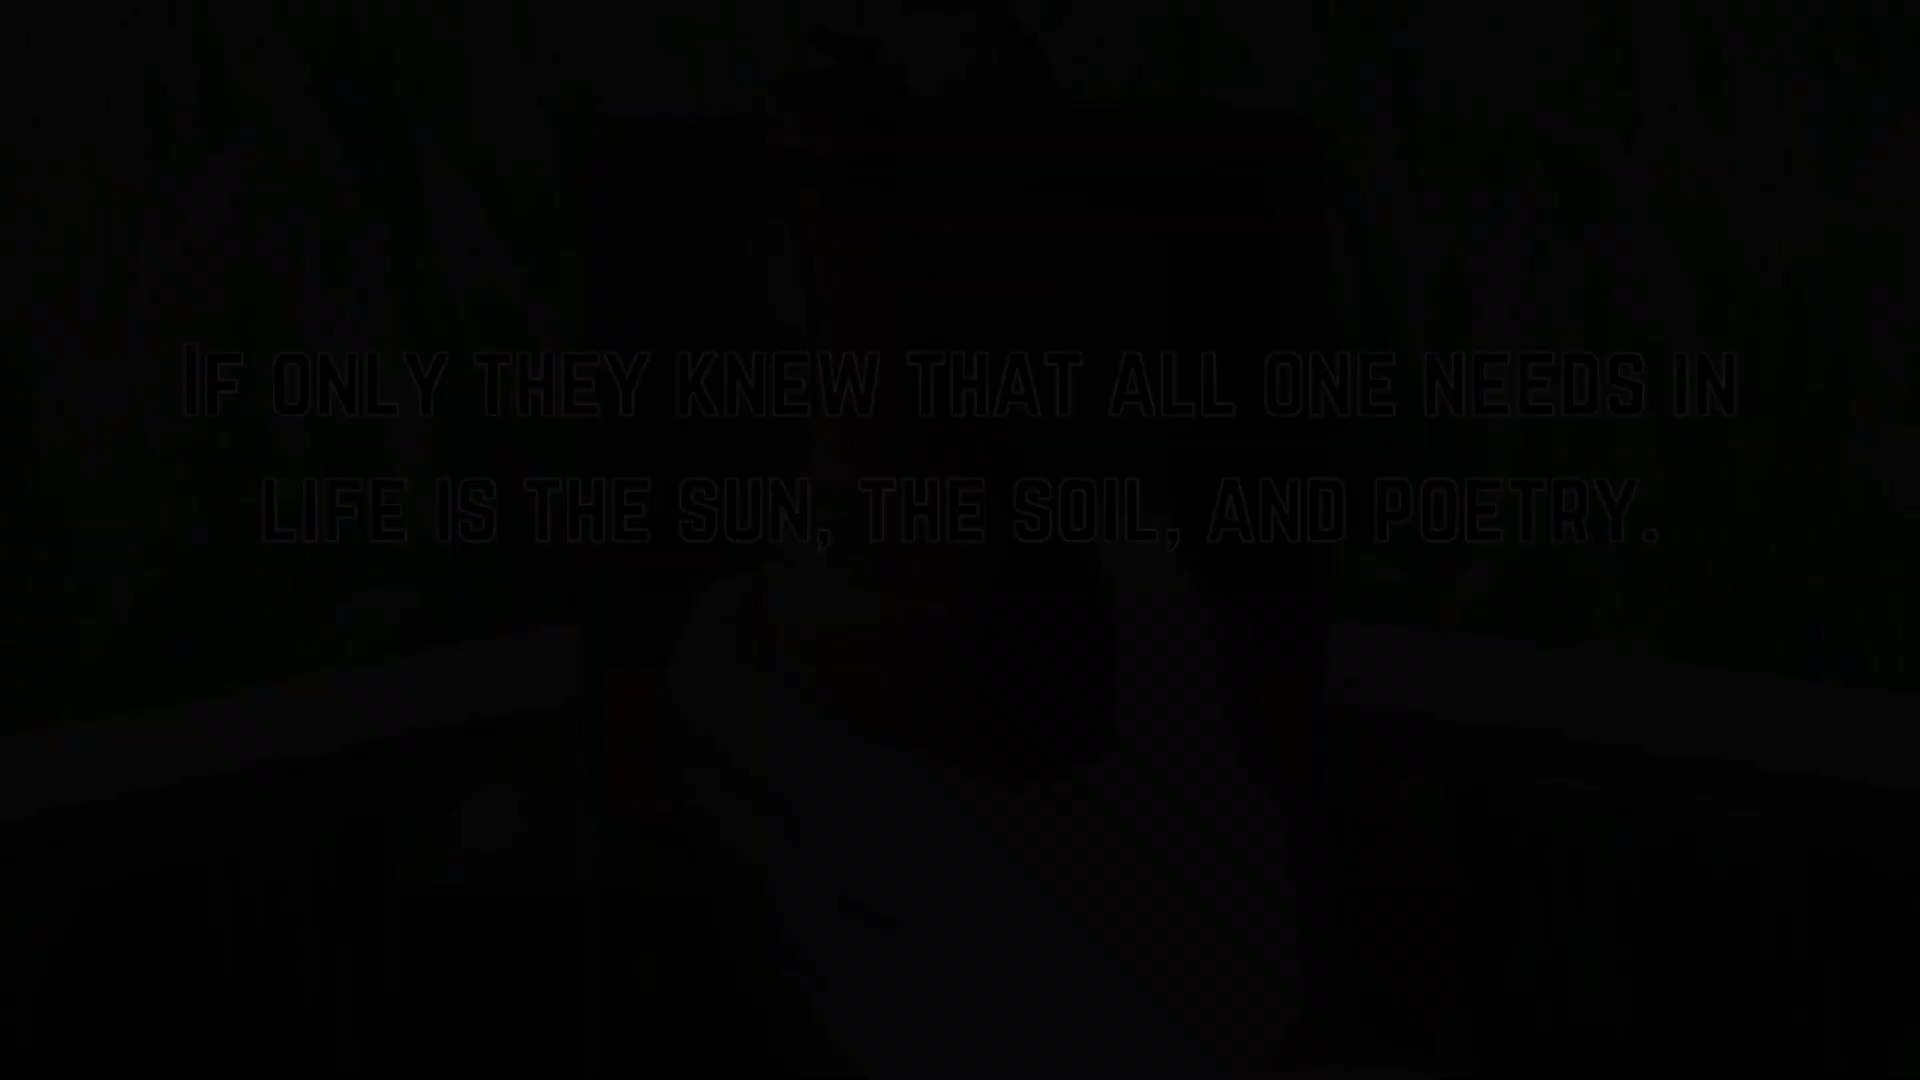 If only they knew that all one needs in
life is the sun, the soil, and poetry.